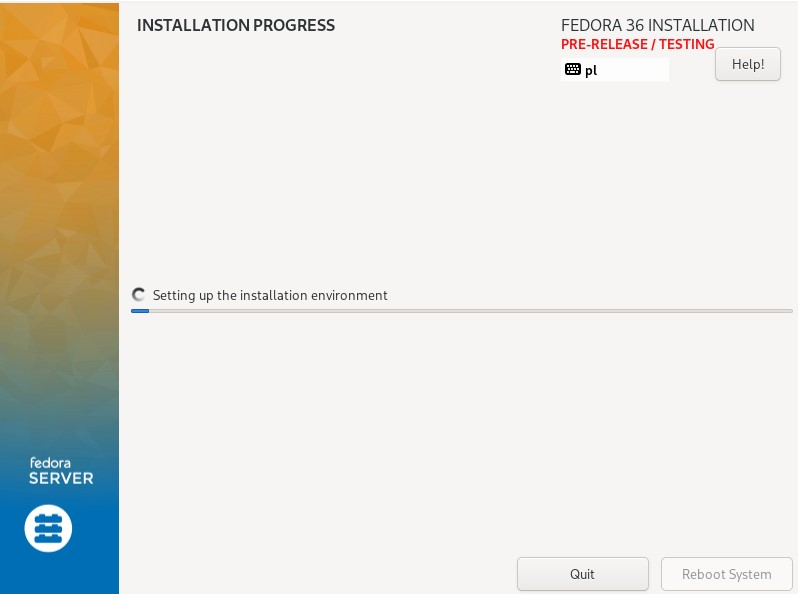 INSTALLATION PROGRESS
FEDORA 36 INSTALLATION
PRE-RELEASE / TESTING
pl
Help!
Setting up the installation environment
fedora
SERVER
Quit
Reboot System